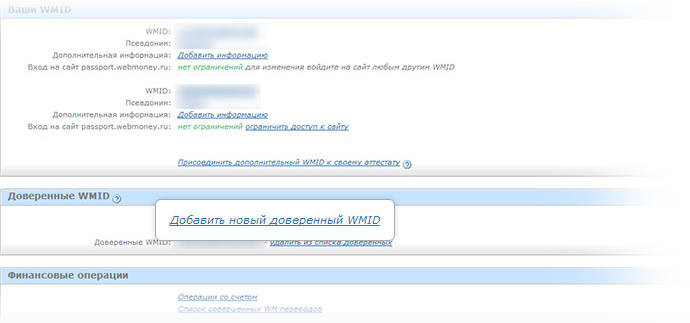 Ваши WMID
WMID:
Псевдоним:
Дополнительная информация: Добавить информацию
Вход на сайт passport.webmoney.ru: нет ограничений для изменения войдите на сайт любым другим WMID
WMID:
Псевдоним:
Дополнительная информация: Добавить информацию
Вход на сайт passport.webmoney.ru: нет ограничений ограничить доступ к сайту
Присоединить дополнительный WMID к своему аттестату ?
Доверенные WMID ?
Добавить новый доверенный WMID
Доверенные WMID: - Удалить из списка доверенных
Финансовые операции
Операции со счетом
Список совершенных WM переводов